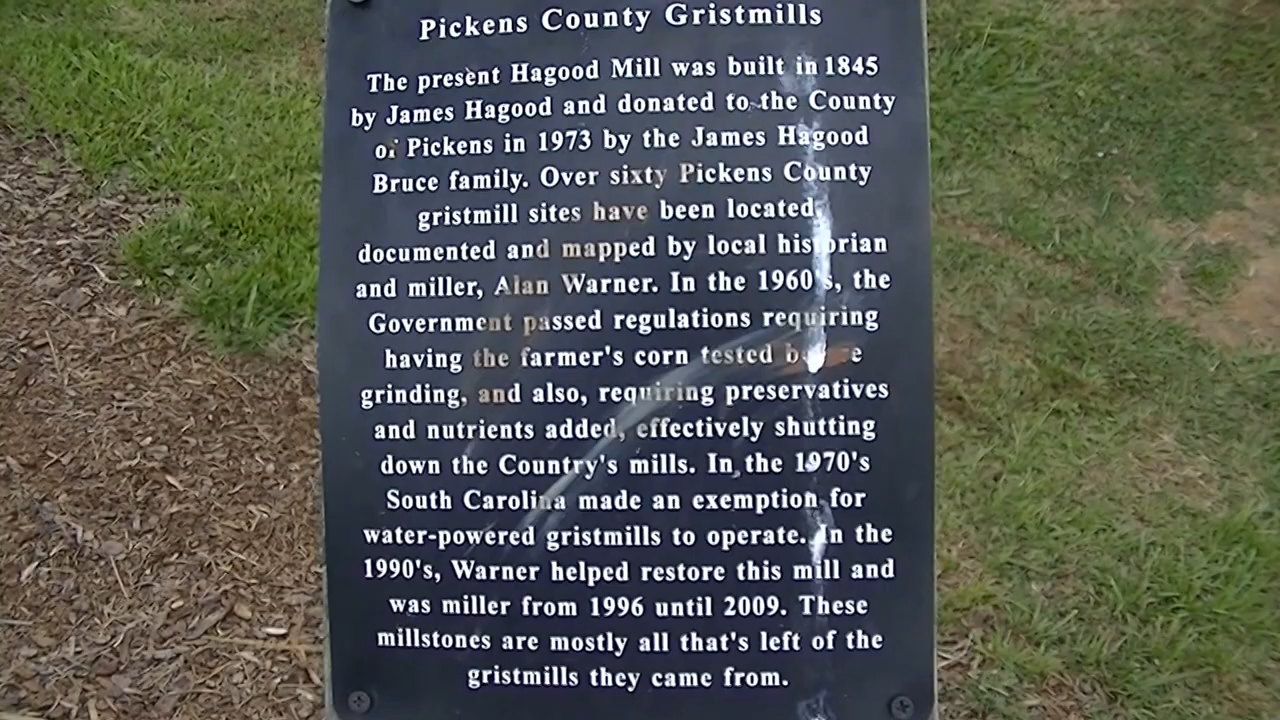 Pickens County Gristmills
The present Hagood Mill was built in 1845
by James Hagood and donated to the County
of Pickens in 1973 by the James Hagood
Bruce family. Over sixty Pickens County
gristmill sites have been located,
documented and mapped by local historian
and miller, Alan Warner. In the 1960's, the
Government passed regulations requiring
having the farmer's corn tested before
grinding, and also, requiring preservatives
and nutrients added, effectively shutting
down the Country's mills. In the 1970's
South Carolina made an exemption for
water-powered gristmills to operate. In the
1990's, Warner helped restore this mill and
was miller from 1996 until 2009. These
millstones are mostly all that's left of the
gristmills they came from.